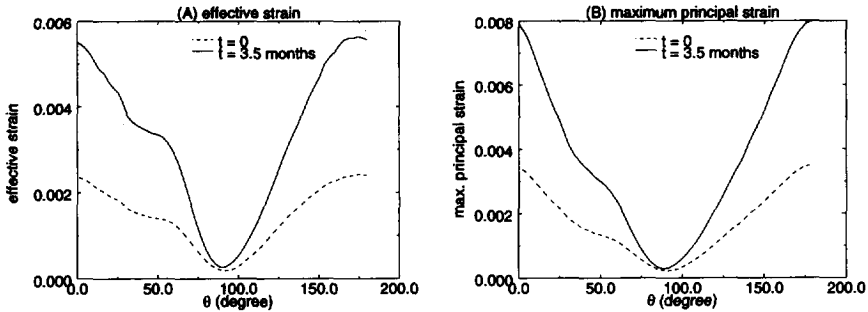 (A) effective strain
t = 0
t = 3.5 months
0.006
0.004
0.002
0.000
effective strain
0.0
50.0
100.0
150.0
200.0
θ (degree)
(B) maximum principal strain
t = 0
t = 3.5 months
0.008
0.006
0.004
0.002
0.000
max. principal strain
0.0
50.0
100.0
150.0
200.0
θ (degree)